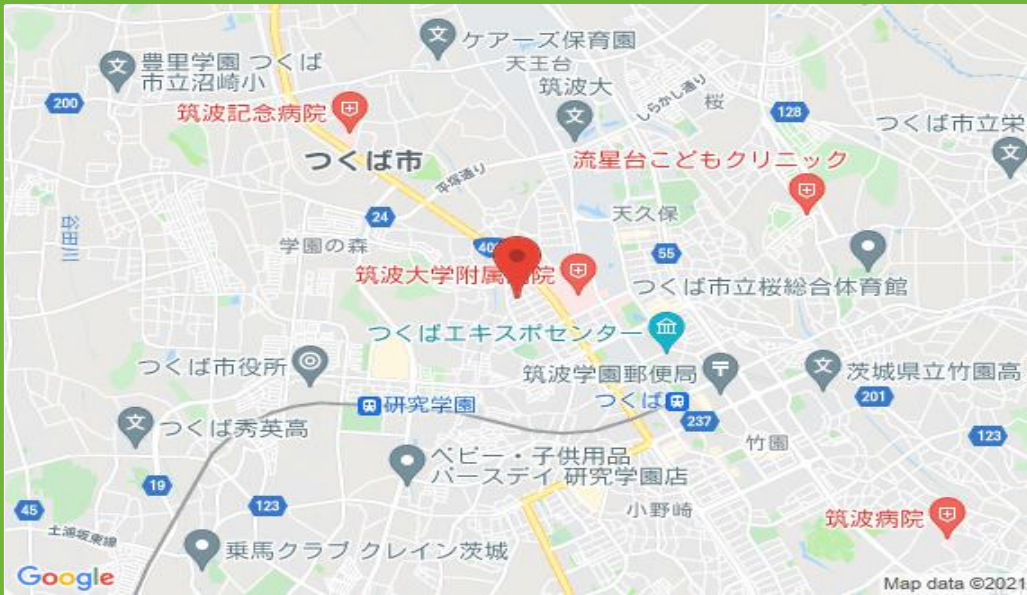 ケアーズ保育園
豊里学園 つくば
市立沼崎小
天王台
筑波大
しらかし通り
桜
200
筑波記念病院
128
つくば市立栄
つくば市
流星台こどもクリニック
平塚通り
24
天久保
谷田川
学園の森
55
筑波大学附属
院
つくば市立桜総合体育館
つくばエキスポセンター
つくば市役所
筑波学園郵便局
茨城県立竹園高
研究学園
つくば
201
つくば秀英高
237
竹園
123
ベビー・子供用品
バースデイ 研究学園店
19
123
45
小野崎
筑波病院
土浦坂東線
乗馬クラブ クレイン茨城
Google
Map data ©2021